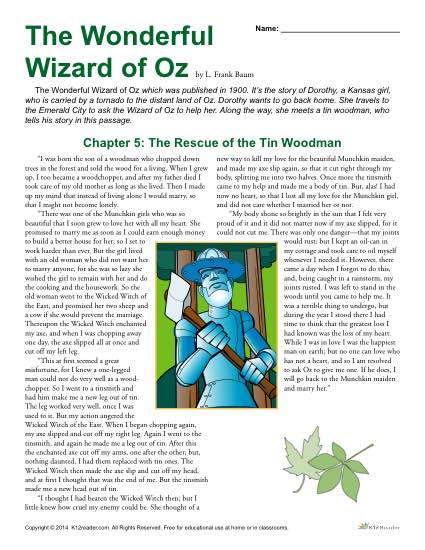 The Wonderful
Name:
Wizard of Oz by L. Frank Baum
The Wonderful Wizard of Oz which was published in 1900. It's the story of Dorothy, a Kansas girl,
who is carried by a tornado to the distant land of Oz. Dorothy wants to go back home. She travels to
the Emerald City to ask the Wizard of Oz to help her. Along the way, she meets a tin woodman, who
tells his story in this passage.
Chapter 5: The Rescue of the Tin Woodman
"I was born the son of a woodman who chopped down
trees in the forest and sold the wood for a living. When I grew
up, I too became a woodchopper, and after my father died I
took care of my old mother as long as she lived. Then I made
up my mind that instead of living alone I would marry, so
that I might not become lonely.
"There was one of the Munchkin girls who was so
beautiful that I soon grew to love her with all my heart. She
promised to marry me as soon as I could earn enough money
to build a better house for her; so I set to
work harder than ever. But the girl lived
with an old woman who did not want her
to marry anyone, for she was so lazy she
wished the girl to remain with her and do
the cooking and the housework. So the
old woman went to the Wicked Witch of
the East, and promised her two sheep and
a cow if she would prevent the marriage.
Thereupon the Wicked Witch enchanted
my axe, and when I was chopping away
one day, the axe slipped all at once and
cut off my left leg.
"This at first seemed a great
misfortune, for I knew a one-legged
man could not do very well as a wood-
chopper. So I went to a tinsmith and
had him make me a new leg out of tin.
The leg worked very well, once I was
used to it. But my action angered the
Wicked Witch of the East. When I began chopping again,
my axe slipped and cut off my right leg. Again I went to the
tinsmith, and again he made me a leg out of tin. After this
the enchanted axe cut off my arms, one after the other; but,
nothing daunted, I had them replaced with tin ones. The
Wicked Witch then made the axe slip and cut off my head,
and at first I thought that was the end of me. But the tinsmith
made me a new head out of tin.
"I thought I had beaten the Wicked Witch then; but I
little knew how cruel my enemy could be. She thought of a
new way to kill my love for the beautiful Munchkin maiden,
and made my axe slip again, so that it cut right through my
body, splitting me into two halves. Once more the tinsmith
came to my help and made me a body of tin. But, alas! I had
now no heart, so that I lost all my love for the Munchkin girl,
and did not care whether I married her or not.
"My body shone so brightly in the sun that I felt very
proud of it and it did not matter now if my axe slipped, for it
could not cut me. There was only one danger—that my joints
would rust; but I kept an oil-can in
my cottage and took care to oil myself
whenever I needed it. However, there
came a day when I forgot to do this,
and, being caught in a rainstorm, my
joints rusted. I was left to stand in the
woods until you came to help me. It
was a terrible thing to undergo, but
during the year I stood there I had
time to think that the greatest loss I
had known was the loss of my heart.
While I was in love I was the happiest
man on earth; but no one can love who
has not a heart, and so I am resolved
to ask Oz to give me one. If he does, I
will go back to the Munchkin maiden
and marry her."
Copyright © 2014 K12reader.com. All Rights Reserved. Free for educational use at home or in classrooms.
K12Reader